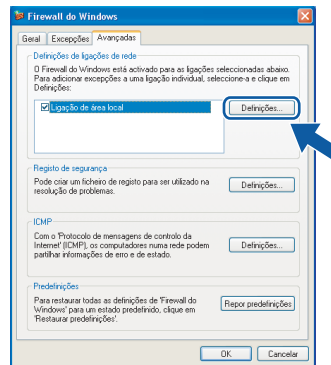 Firewall do Windows
Geral Excepções Avançadas
Definições de ligações de rede
O Firewall do Windows está activado para as ligações seleccionadas abaixo.
Para adicionar excepções a uma ligação individual, seleccione-a e clique em
Definições:
Ligação de área local
Definições...
Registo de segurança
Pode criar um ficheiro de registo para ser utilizado na
resolução de problemas.
Definições...
ICMP
Com o 'Protocolo de mensagens de controlo da
Internet' (ICMP), os computadores numa rede podem
partilhar informações de erro e de estado.
Definições...
Predefinições
Para restaurar todas as definições de 'Firewall do
Windows' para um estado predefinido, clique em
'Restaurar predefinições'.
Repor predefinições
OK Cancelar